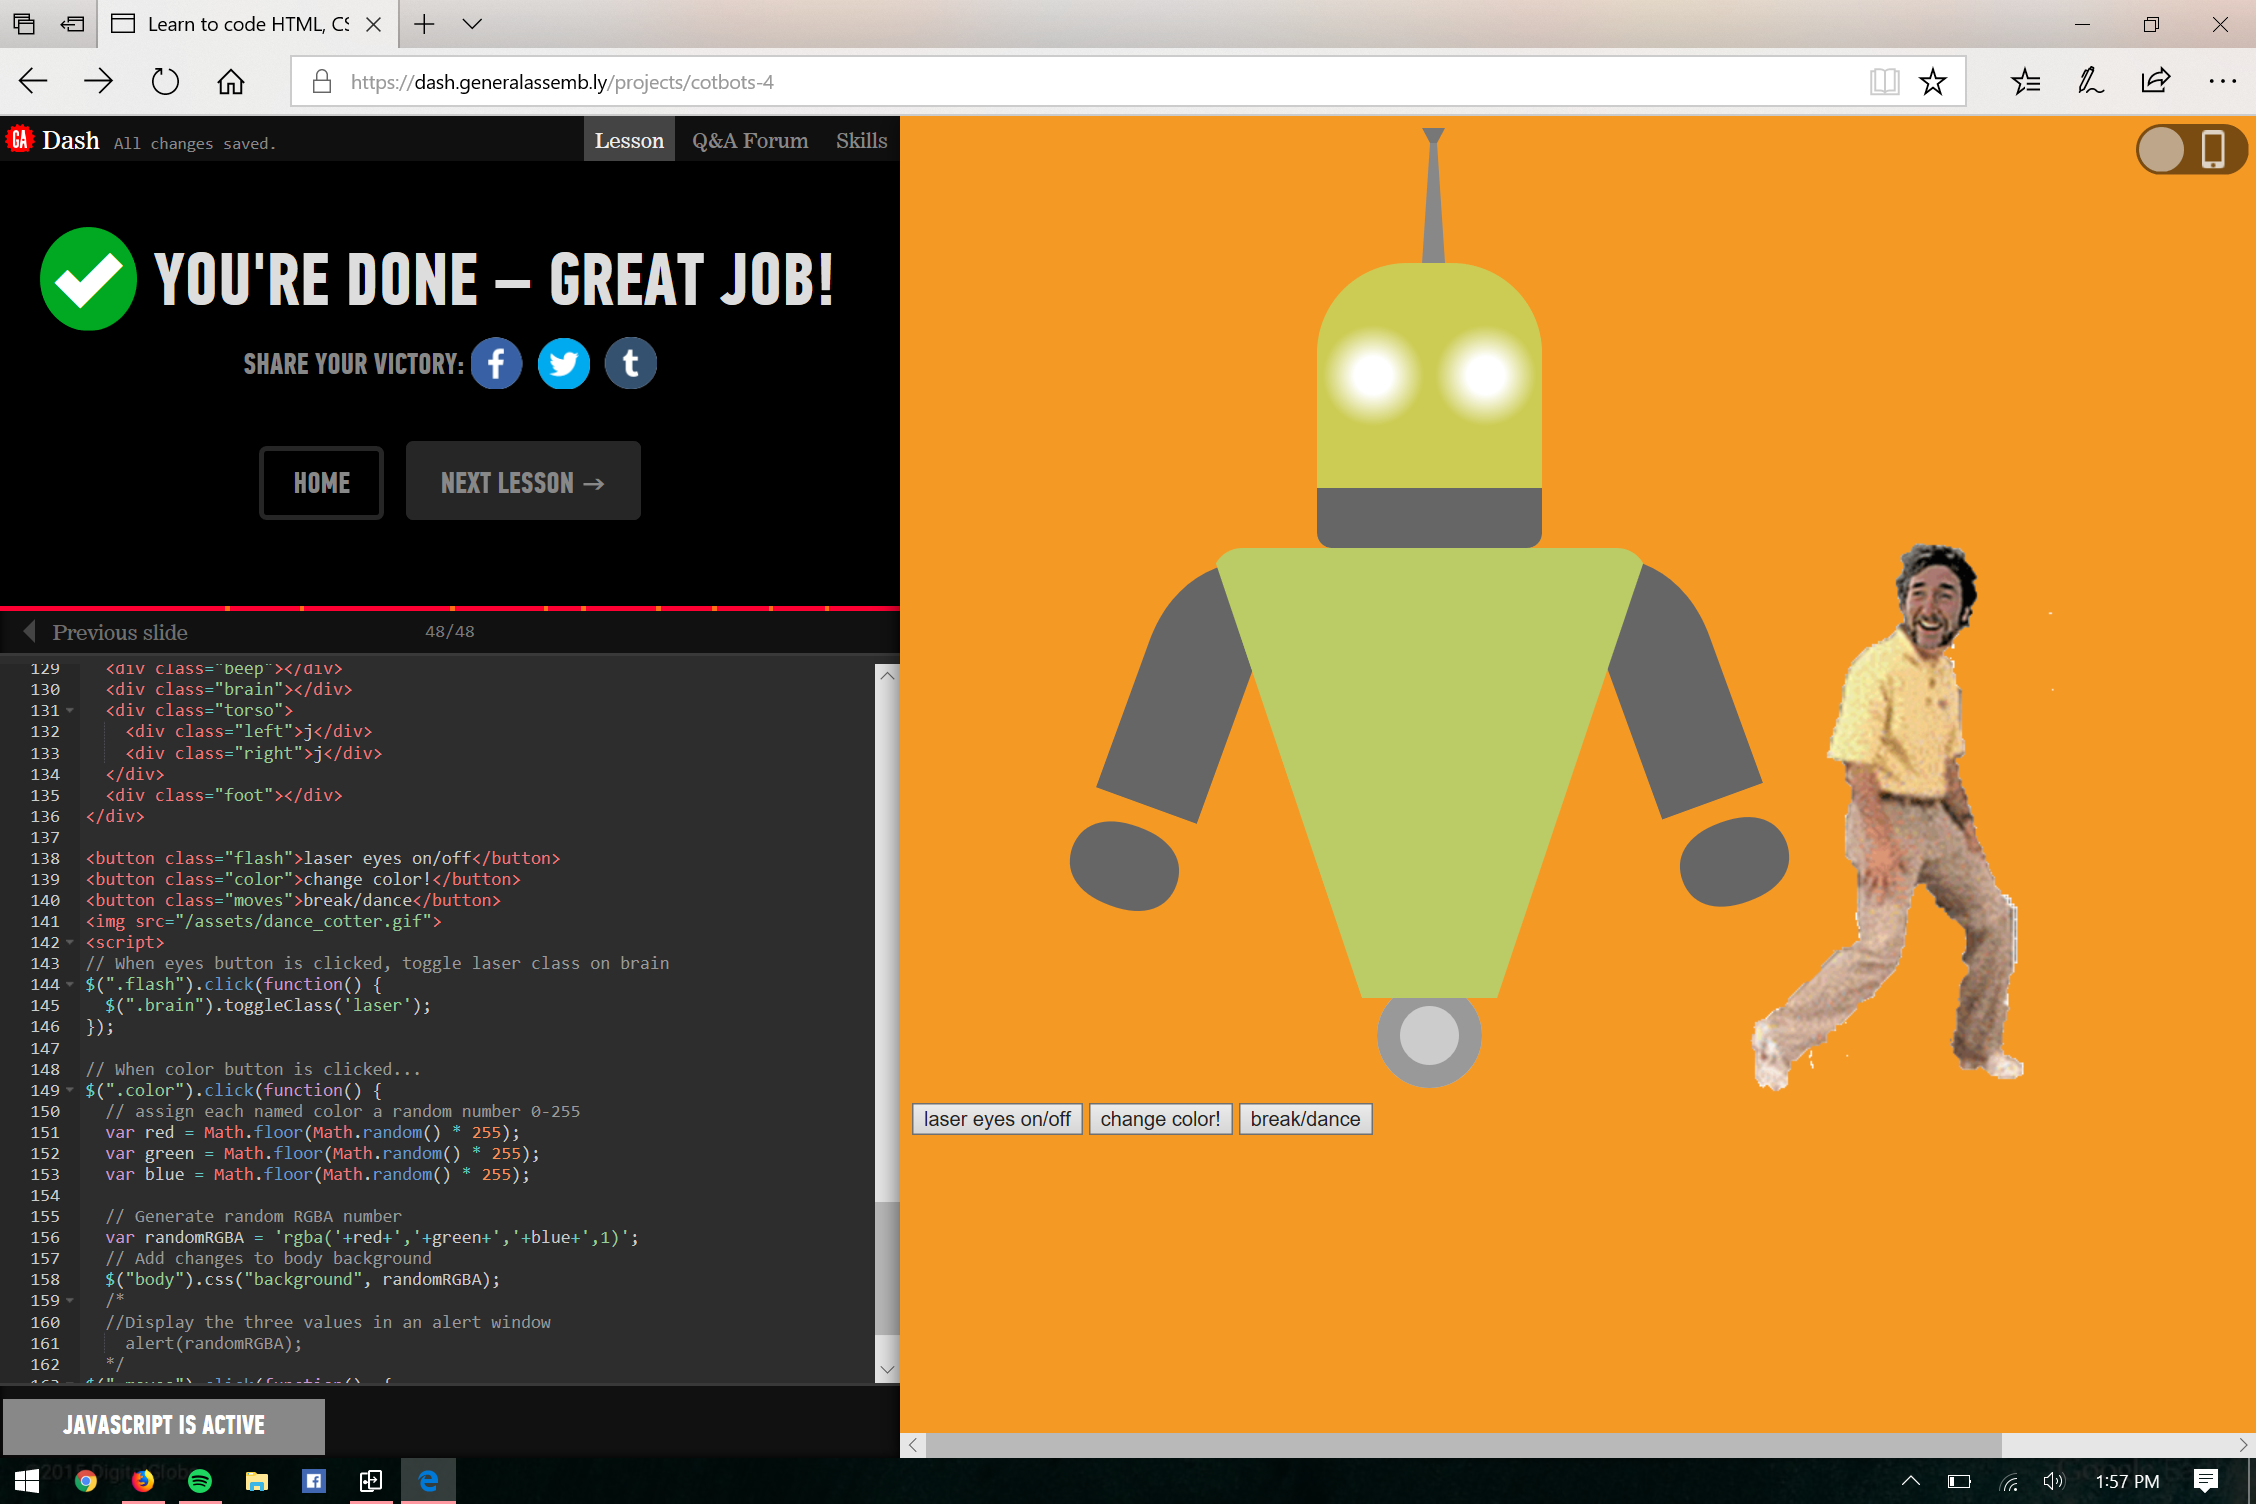 Learn to code HTML, CS
https://dash.generalassemb.ly/projects/cotbots-4
GA Dash All changes saved. Lesson Q&A Forum Skills
YOU'RE DONE – GREAT JOB!
SHARE YOUR VICTORY: f t
HOME NEXT LESSON →
Previous slide 48/48
129 <div class="beep"></div>
130 <div class="brain"></div>
131 <div class="torso">
132 <div class="left">j</div>
133 <div class="right">j</div>
134 </div>
135 <div class="foot"></div>
136 </div>
137
138 <button class="flash">laser eyes on/off</button>
139 <button class="color">change color!</button>
140 <button class="moves">break/dance</button>
141 <img src="/assets/dance_cotter.gif">
142 <script>
143 // When eyes button is clicked, toggle laser class on brain
144 $(".flash").click(function() {
145 $(".brain").toggleClass('laser');
146 });
147
148 // When color button is clicked...
149 $(".color").click(function() {
150 // assign each named color a random number 0-255
151 var red = Math.floor(Math.random() * 255);
152 var green = Math.floor(Math.random() * 255);
153 var blue = Math.floor(Math.random() * 255);
154
155 // Generate random RGBA number
156 var randomRGBA = 'rgba('+red+','+green+','+blue+',1)';
157 // Add changes to body background
158 $("body").css("background", randomRGBA);
159 /*
160 //Display the three values in an alert window
161 alert(randomRGBA);
162 */
laser eyes on/off change color! break/dance
JAVASCRIPT IS ACTIVE
1:57 PM